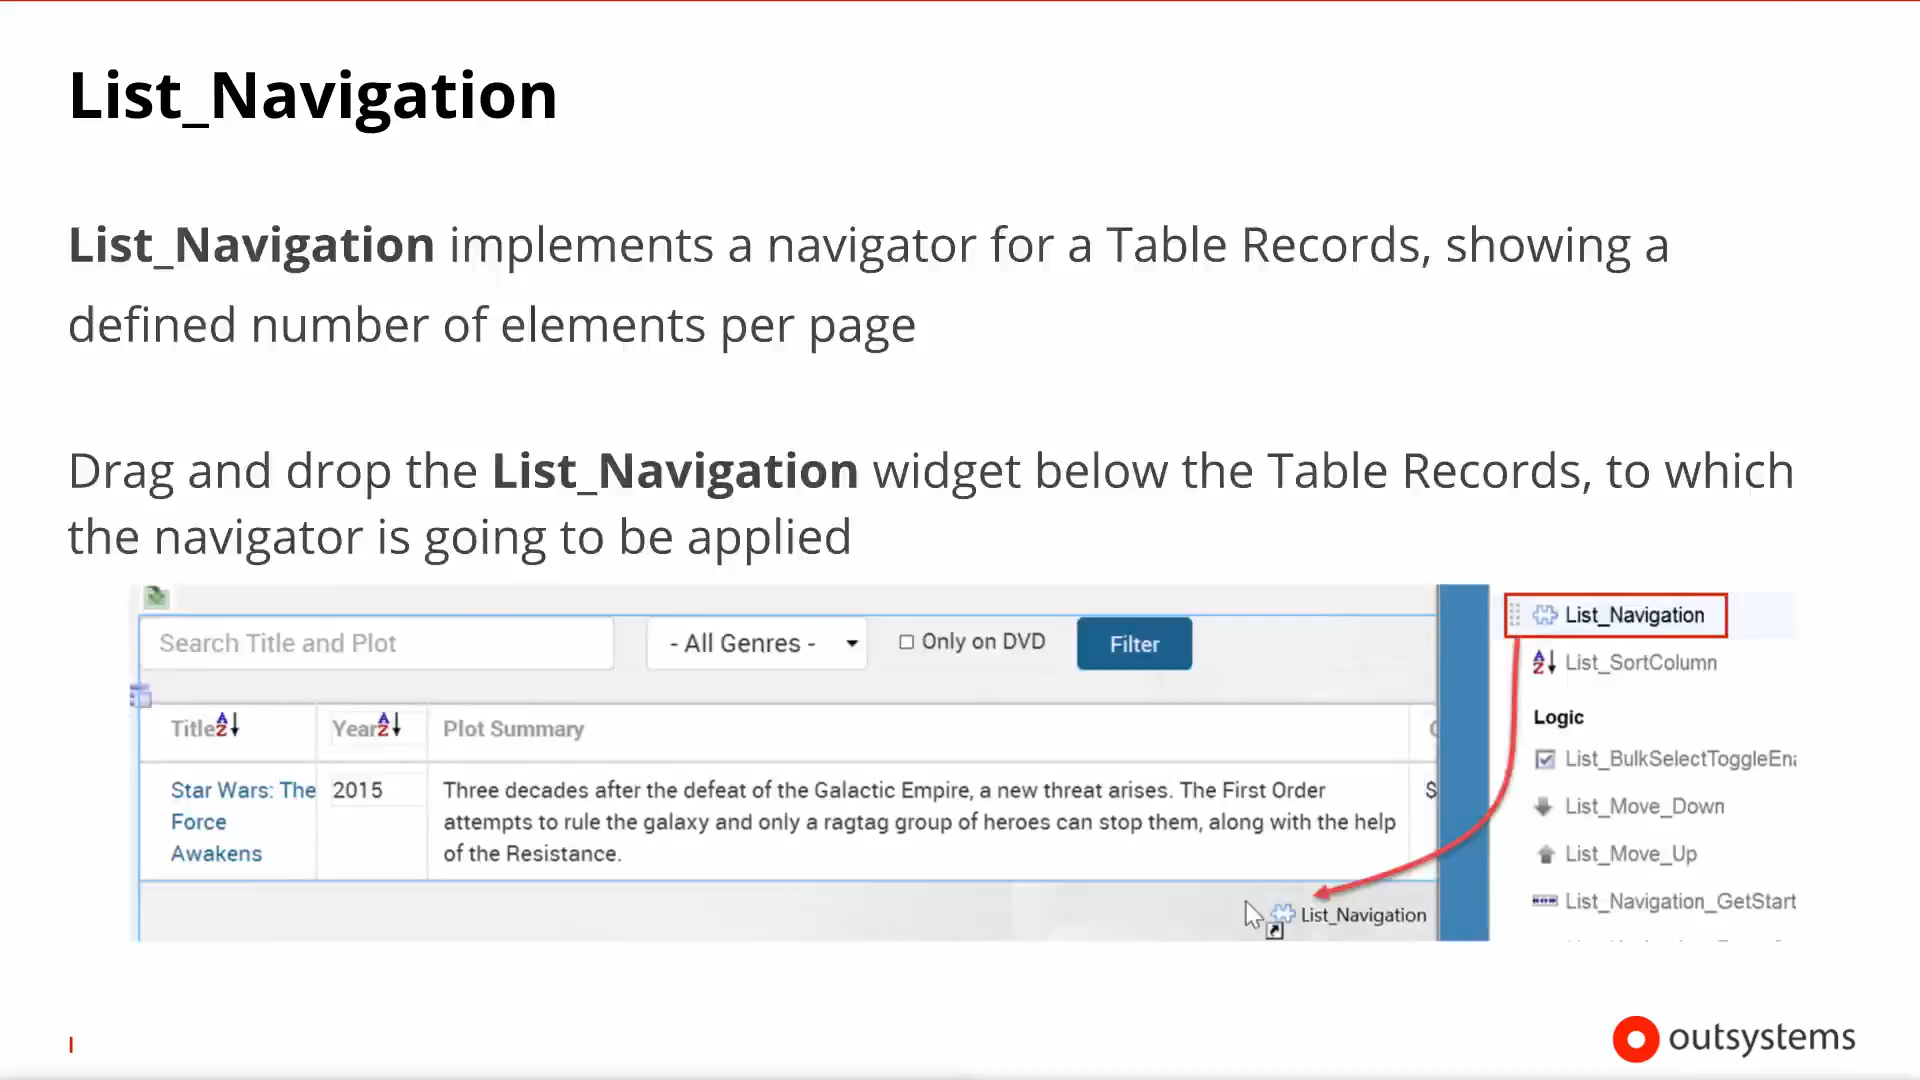 List_Navigation
List_Navigation implements a navigator for a Table Records, showing a
defined number of elements per page
Drag and drop the List_Navigation widget below the Table Records, to which
the navigator is going to be applied
Search Title and Plot
- All Genres -
Only on DVD
Filter
Title
Year
Plot Summary
Star Wars: The
Force
Awakens
2015
Three decades after the defeat of the Galactic Empire, a new threat arises. The First Order
attempts to rule the galaxy and only a ragtag group of heroes can stop them, along with the help
of the Resistance.
$
List_Navigation
List_Navigation
List_SortColumn
Logic
List_BulkSelectToggleEna
List_Move_Down
List_Move_Up
List_Navigation_GetStart
outsystems